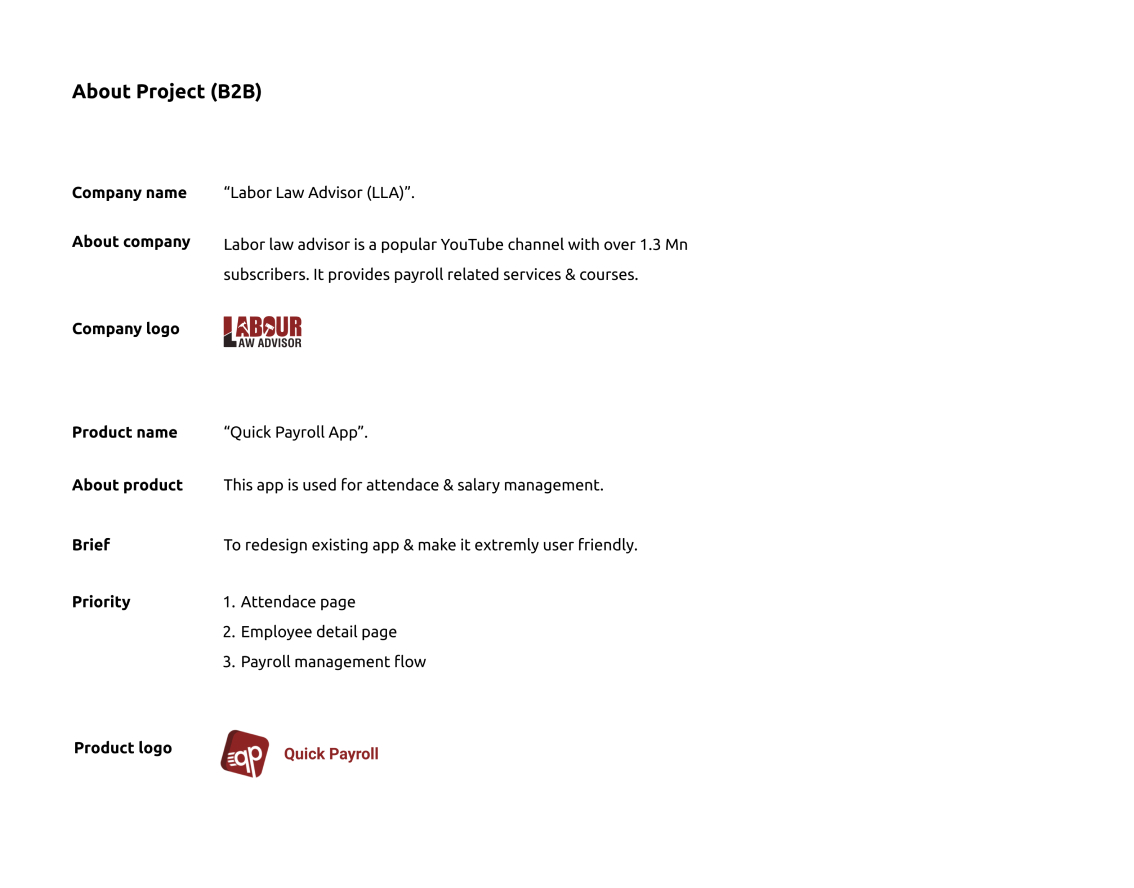 About Project (B2B)
Company name
“Labor Law Advisor (LLA)”.
About company
Labor law advisor is a popular YouTube channel with over 1.3 Mn
subscribers. It provides payroll related services & courses.
Company logo
LABOUR
LAW ADVISOR
Product name
“Quick Payroll App”.
About product
This app is used for attendace & salary management.
Brief
To redesign existing app & make it extremly user friendly.
Priority
1. Attendace page
2. Employee detail page
3. Payroll management flow
Product logo
qp
Quick Payroll